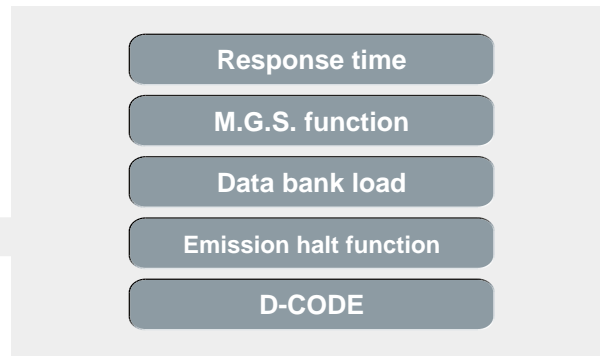 Response time
M.G.S. function
Data bank load
Emission halt function
D-CODE